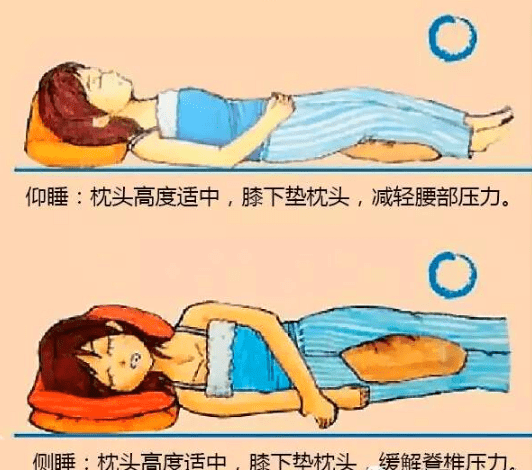 仰睡：枕头高度适中，膝下垫枕头，减轻腰部压力。
侧睡：枕头高度适中，膝下垫枕头，缓解脊椎压力。